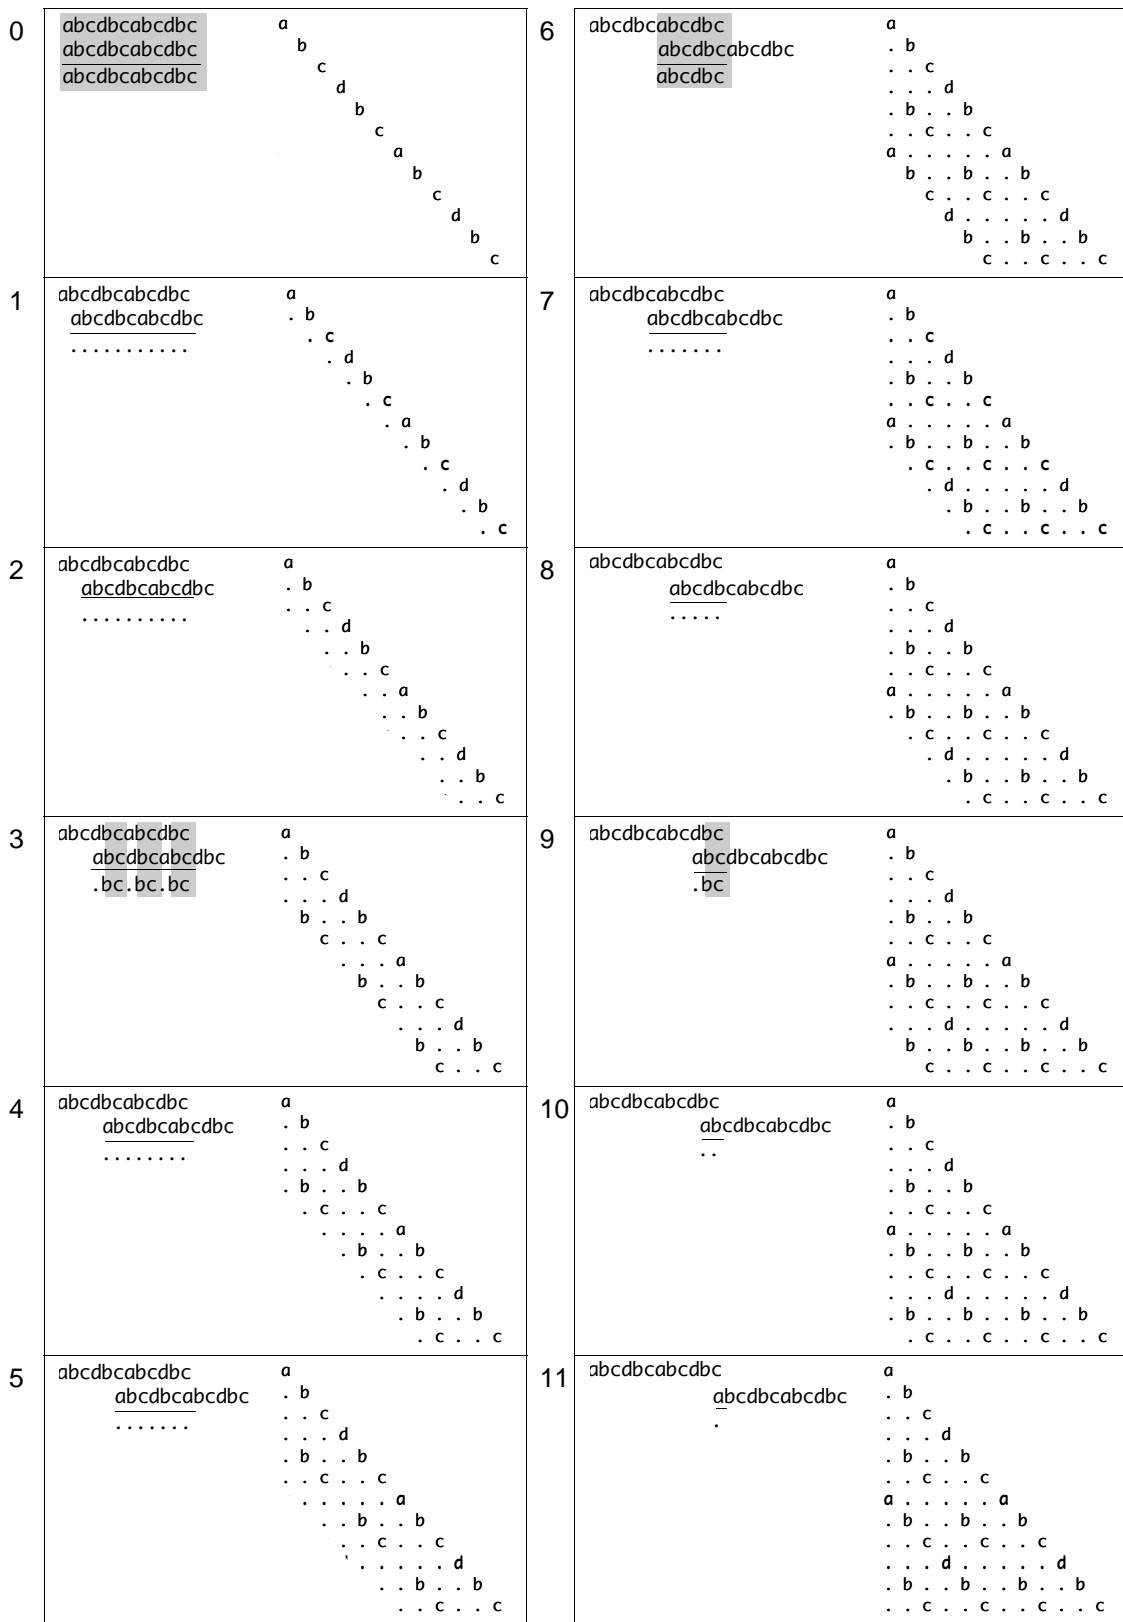 0
abcdbcabcdbc
abcdbcabcdbc
abcdbcabcdbc
a
b
c
d
b
c
a
b
c
d
b
c
1
abcdbcabcdbc
abcdbcabcdbc
...........
a
. b
. c
. d
. b
. c
. a
. b
. c
. d
. b
. c
2
abcdbcabcdbc
abcdbcabcdbc
..........
a
. b
. . c
. . d
. . b
. . c
. . a
. . b
. . c
. . d
. . b
. . c
3
abcdbcabcdbc
abcdbcabcdbc
.bc.bc.bc
a
. b
. . c
. . . d
b . . b
c . . c
. . . a
b . . b
c . . c
. . . d
b . . b
c . . c
4
abcdbcabcdbc
abcdbcabcdbc
........
a
. b
. . c
. . . d
. b . . b
. c . . c
. . . . a
. b . . b
. c . . c
. . . . d
. b . . b
. c . . c
5
abcdbcabcdbc
abcdbcabcdbc
.......
a
. b
. . c
. . . d
. b . . b
. . c . . c
. . . . . a
. . b . . b
. . c . . c
. . . . . d
. . b . . b
. . c . . c
6
abcdbcabcdbc
abcdbcabcdbc
abcdbc
a
. b
. . c
. . . d
. b . . b
. . c . . c
a . . . . . a
b . . b . . b
c . . c . . c
d . . . . . d
b . . b . . b
c . . c . . c
7
abcdbcabcdbc
abcdbcabcdbc
.......
a
. b
. . c
. . . d
. b . . b
. . c . . c
a . . . . . a
. b . . b . . b
. c . . c . . c
. d . . . . . d
. b . . b . . b
. c . . c . . c
8
abcdbcabcdbc
abcdbcabcdbc
.....
a
. b
. . c
. . . d
. b . . b
. . c . . c
a . . . . . a
. b . . b . . b
. c . . c . . c
. d . . . . . d
. b . . b . . b
. c . . c . . c
9
abcdbcabcdbc
abcdbcabcdbc
.bc
a
. b
. . c
. . . d
. b . . b
. . c . . c
a . . . . . a
. b . . b . . b
. . c . . c . . c
. . . d . . . . . d
b . . b . . b . . b
c . . c . . c . . c
10
abcdbcabcdbc
abcdbcabcdbc
..
a
. b
. . c
. . . d
. b . . b
. . c . . c
a . . . . . a
. b . . b . . b
. . c . . c . . c
. . . d . . . . . d
. b . . b . . b . . b
. c . . c . . c . . c
11
abcdbcabcdbc
abcdbcabcdbc
.
a
. b
. . c
. . . d
. b . . b
. . c . . c
a . . . . . a
. b . . b . . b
. . c . . c . . c
. . . d . . . . . d
. b . . b . . b . . b
. . c . . c . . c . . c